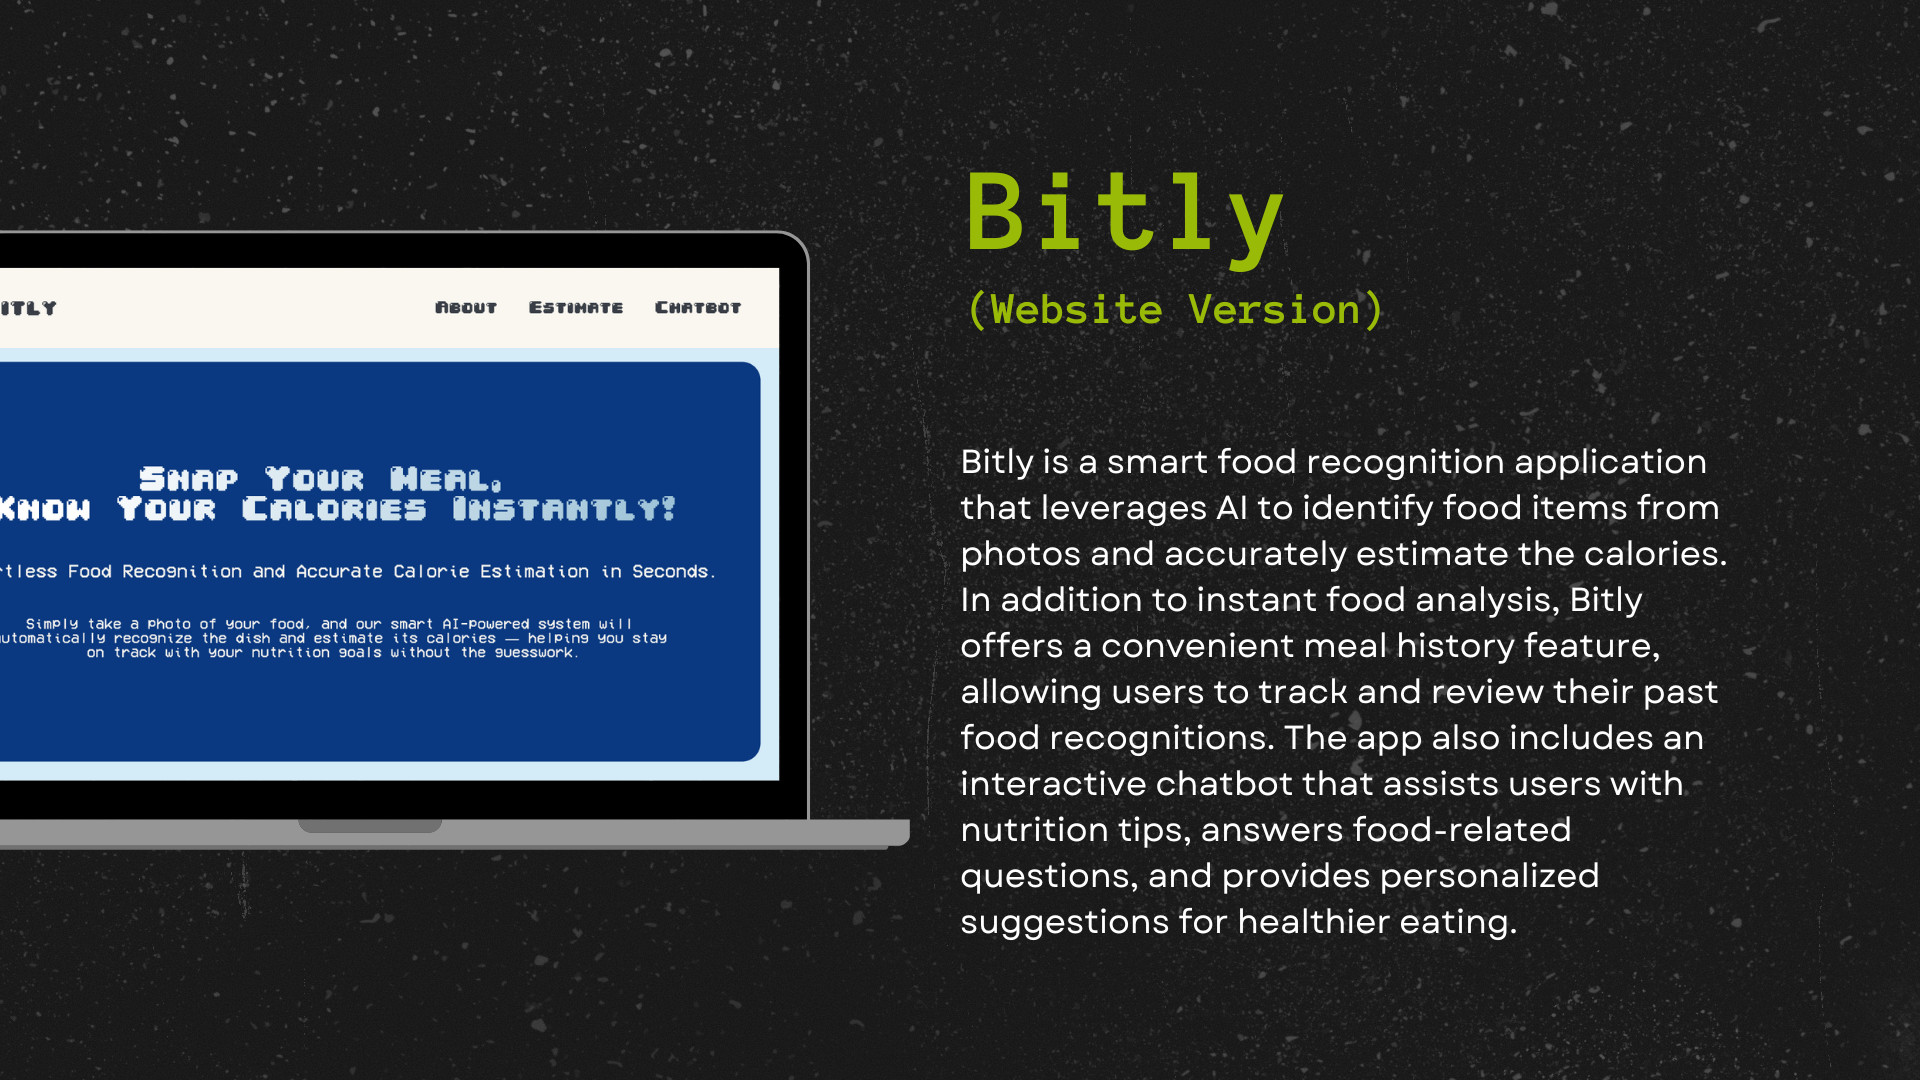 ITLY
About Estimate Chatbot
Snap Your Meal,
Know Your Calories Instantly!
tless Food Recognition and Accurate Calorie Estimation in Seconds.
Simply take a photo of your food, and our smart AI-powered system will
utomatically recognize the dish and estimate its calories — helping you stay
on track with your nutrition goals without the guesswork.
Bitly
(Website Version)
Bitly is a smart food recognition application
that leverages AI to identify food items from
photos and accurately estimate the calories.
In addition to instant food analysis, Bitly
offers a convenient meal history feature,
allowing users to track and review their past
food recognitions. The app also includes an
interactive chatbot that assists users with
nutrition tips, answers food-related
questions, and provides personalized
suggestions for healthier eating.